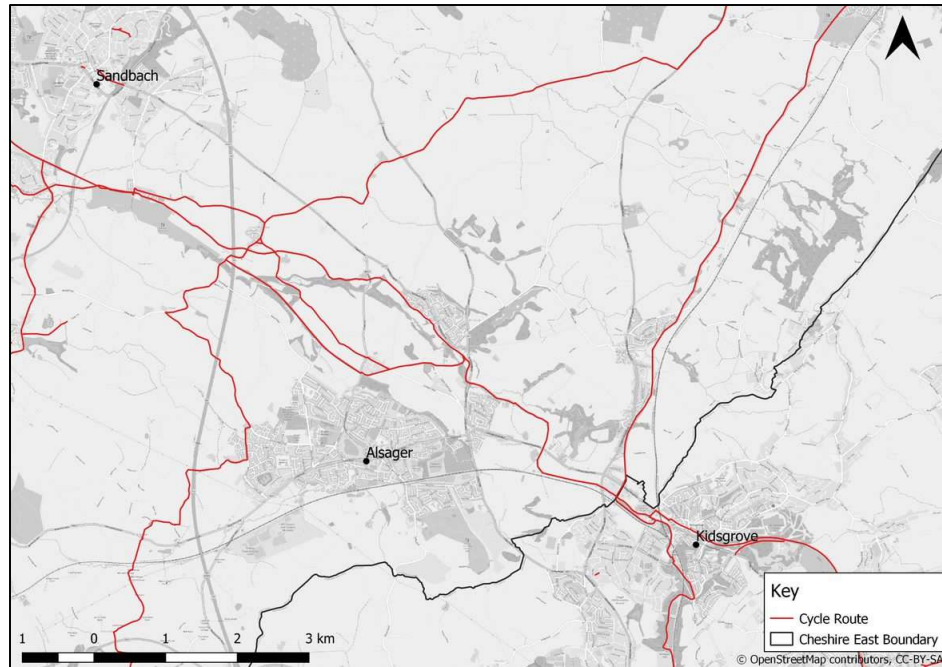 Sandbach
Alsager
Kidsgrove
Key
Cycle Route
Cheshire East Boundary
1 0 1 2 3 km
© OpenStreetMap contributors, CC-BY-SA